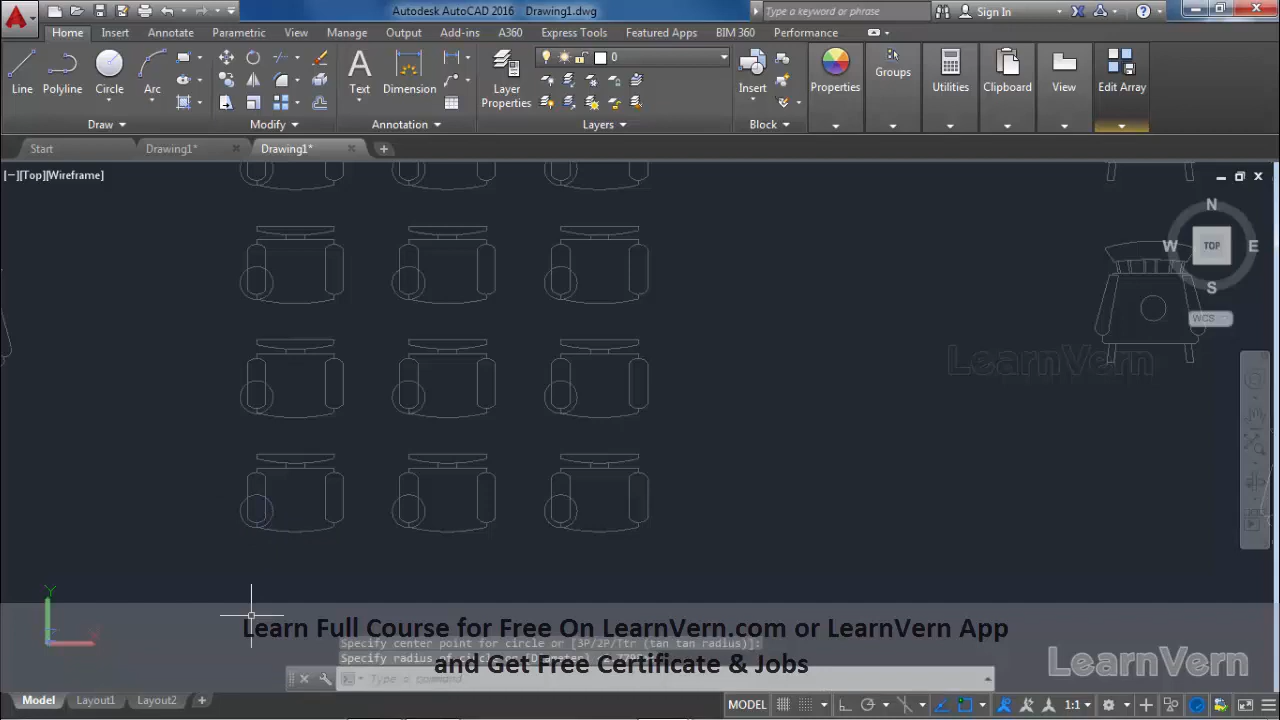 Autodesk AutoCAD 2016 Drawing1.dwg
Type a keyword or phrase
Sign In
Home Insert Annotate Parametric View Manage Output Add-ins A360 Express Tools Featured Apps BIM 360 Performance
Line Polyline Circle Arc
Text Dimension
Layer Properties
0
Insert
Properties
Groups
Utilities
Clipboard
View
Edit Array
Draw
Modify
Annotation
Layers
Block
Start Drawing1* Drawing1*
[−][Top][Wireframe]
N
W TOP E
S
WCS
LearnVern
Y
X
Specify center point for circle or [3P/2P/Ttr (tan tan radius)]:
Learn Full Course for Free On LearnVern.com or LearnVern App
and Get Free Certificate & Jobs
Type a command
LearnVern
Model Layout1 Layout2
MODEL
1:1